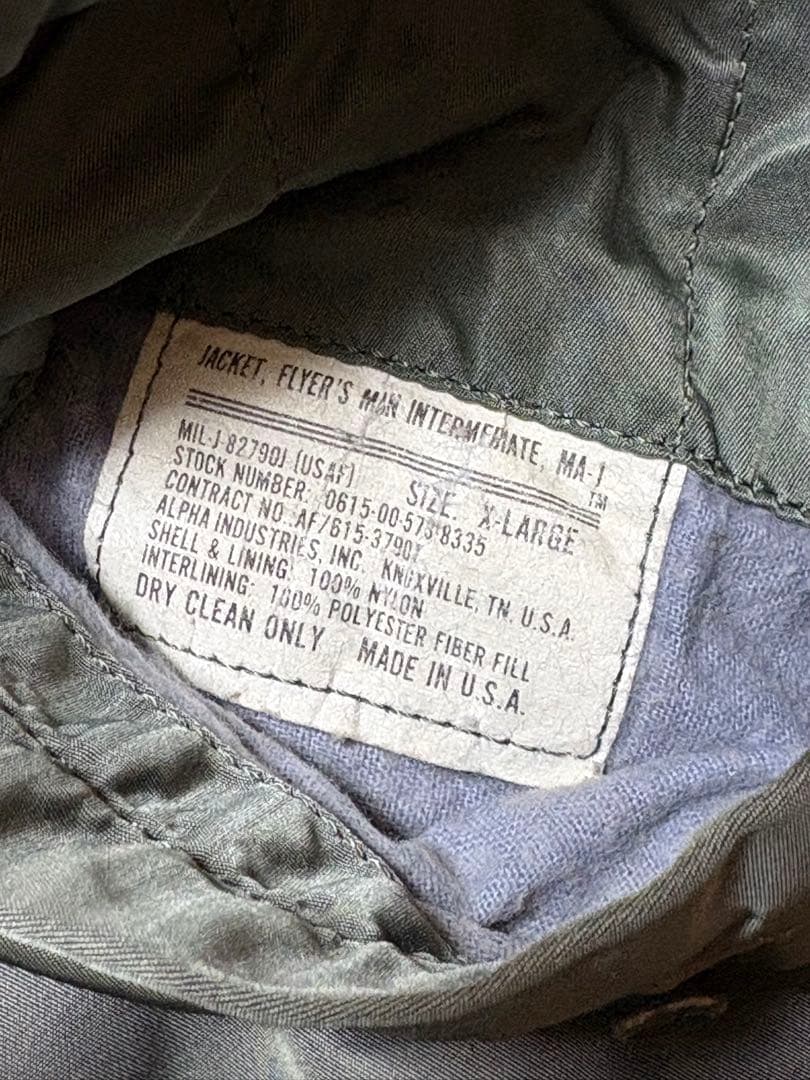 JACKET, FLYER'S MAN INTERMEDIATE, MA-1
TM
MIL-J-82790J (USAF) SIZE. X-LARGE
STOCK NUMBER: 0615-00-573-8335
CONTRACT NO. AF/615-37901
ALPHA INDUSTRIES, INC. KNOXVILLE, TN. U.S.A.
SHELL & LINING: 100% NYLON
INTERLINING: 100% POLYESTER FIBER FILL
DRY CLEAN ONLY MADE IN U.S.A.